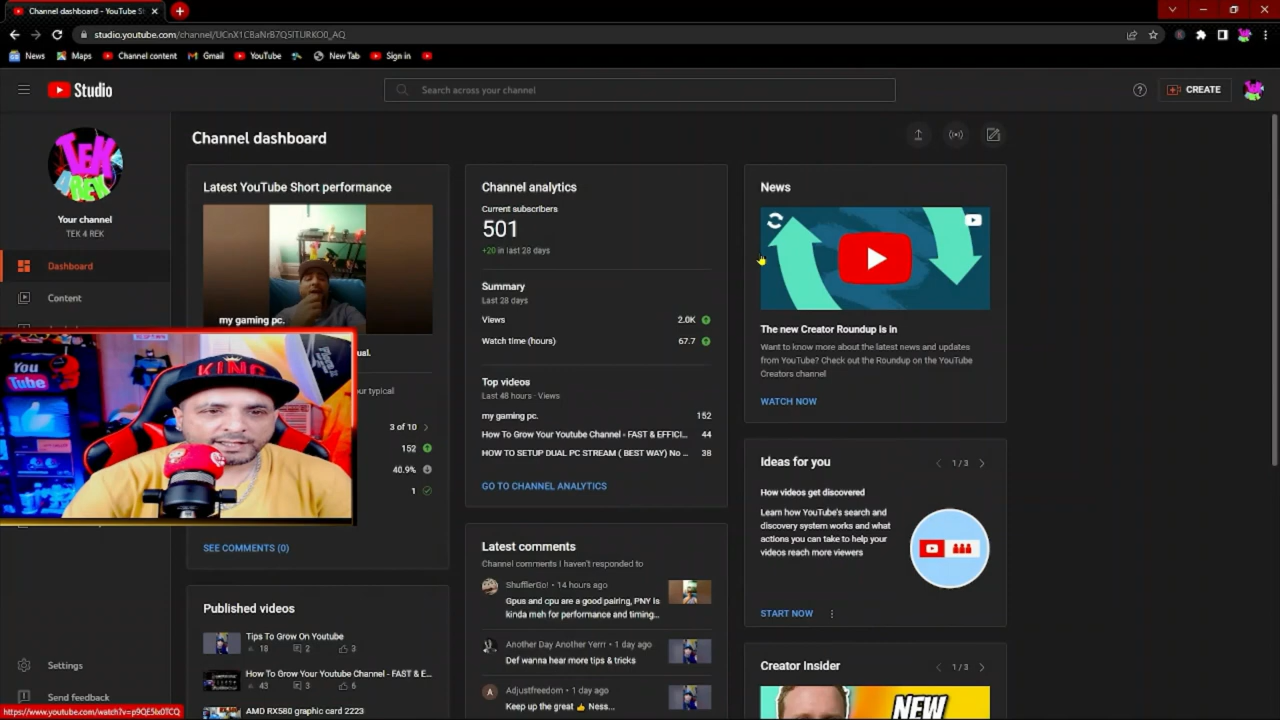 Channel dashboard - YouTube St
studio.youtube.com/channel/UCnX1CBaNrB7Q5lTURKO0_AQ
News
Maps
Channel content
Gmail
YouTube
New Tab
Sign in
Studio
Search across your channel
CREATE
TEK
4
REK
Your channel
TEK 4 REK
Dashboard
Content
Settings
Send feedback
https://www.youtube.com/watch?v=p9QE5lx0TCQ
Channel dashboard
Latest YouTube Short performance
my gaming pc.
ual.
our typical
3 of 10
152
40.9%
1
SEE COMMENTS (0)
You
Tube
KING
Published videos
Tips To Grow On Youtube
18 2 3
How To Grow Your Youtube Channel - FAST & E...
43 3 6
AMD RX580 graphic card 2223
Channel analytics
Current subscribers
501
+20 in last 28 days
Summary
Last 28 days
Views 2.0K
Watch time (hours) 67.7
Top videos
Last 48 hours · Views
my gaming pc. 152
How To Grow Your Youtube Channel - FAST & EFFICI... 44
HOW TO SETUP DUAL PC STREAM ( BEST WAY) No ... 38
GO TO CHANNEL ANALYTICS
Latest comments
Channel comments I haven't responded to
ShufflerGo! • 14 hours ago
Gpus and cpu are a good pairing, PNY is
kinda meh for performance and timing...
Another Day Another Yerrr • 1 day ago
Def wanna hear more tips & tricks
A
Adjustfreedom • 1 day ago
Keep up the great 👍 Ness...
News
The new Creator Roundup is in
Want to know more about the latest news and updates
from YouTube? Check out the Roundup on the YouTube
Creators channel
WATCH NOW
Ideas for you
1/3
How videos get discovered
Learn how YouTube's search and
discovery system works and what
actions you can take to help your
videos reach more viewers
START NOW
Creator Insider
1/3
NEW